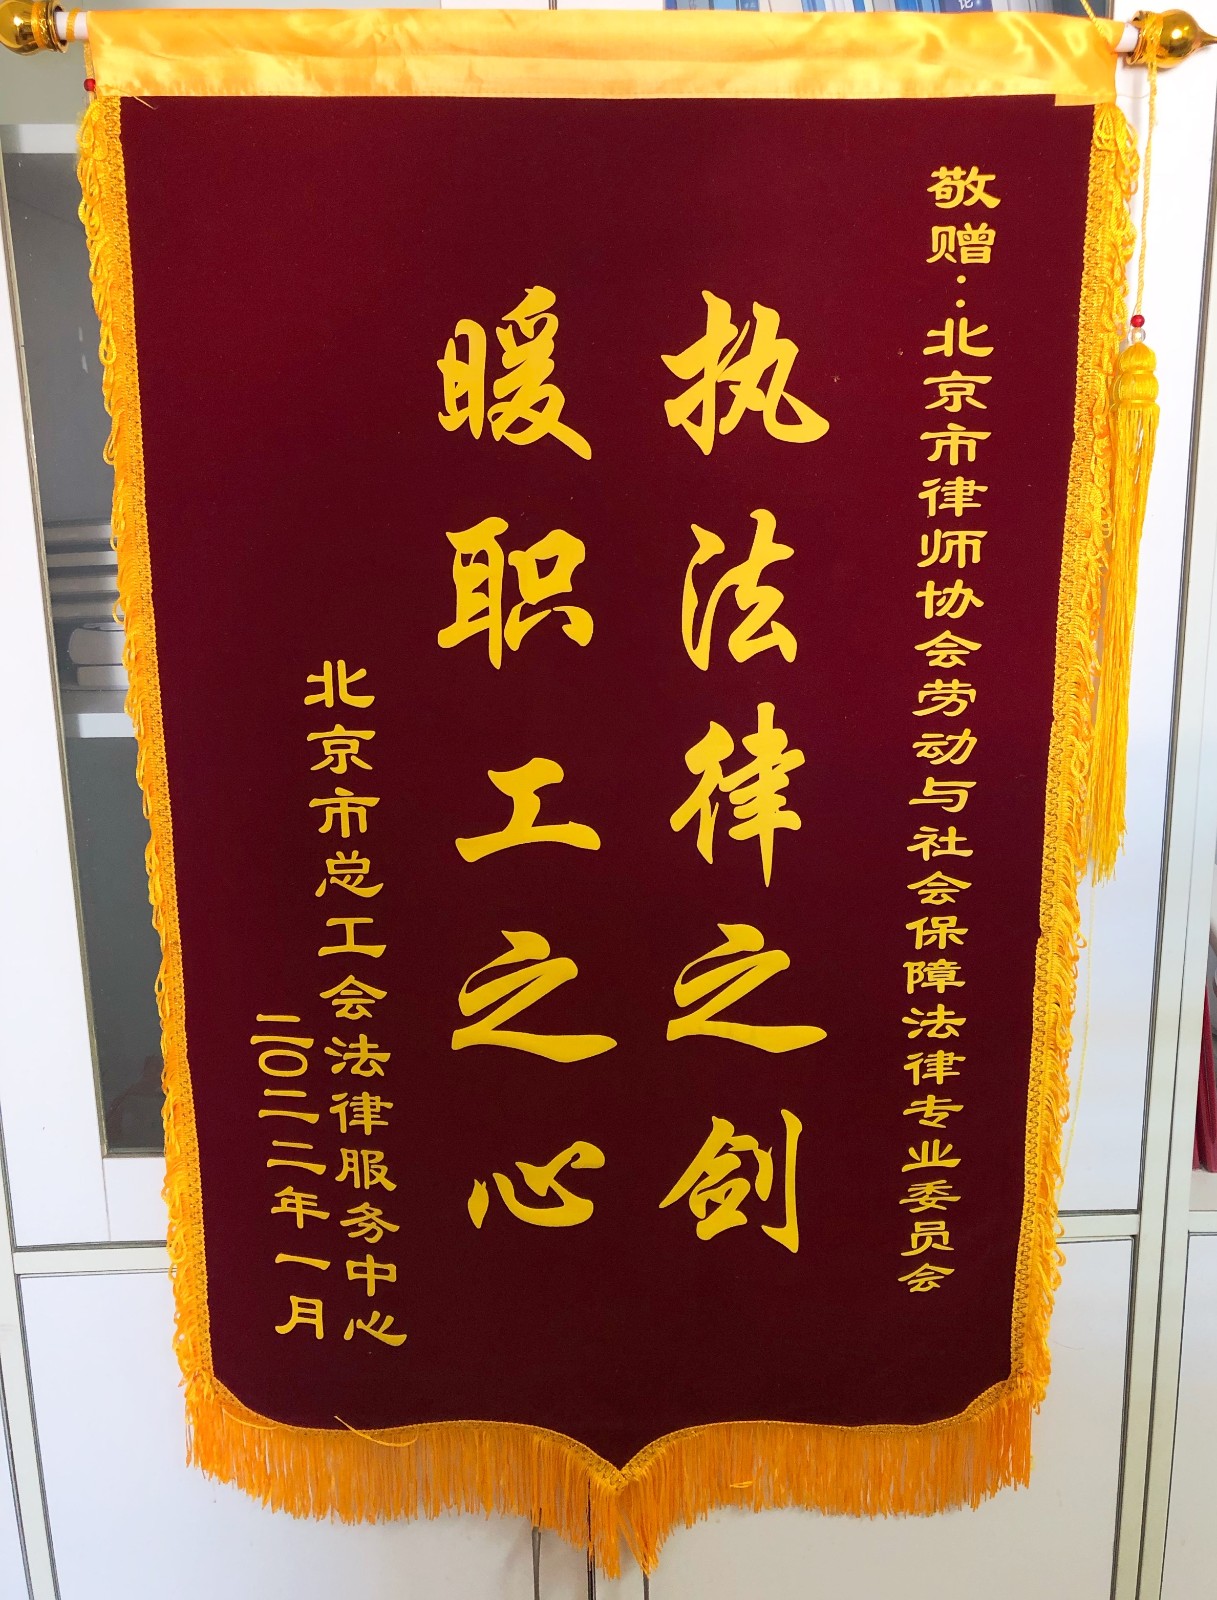 敬赠：北京市律师协会劳动与社会保障法律专业委员会
执法律之剑
暖职工之心
北京市总工会法律服务中心
二〇二二年一月
论